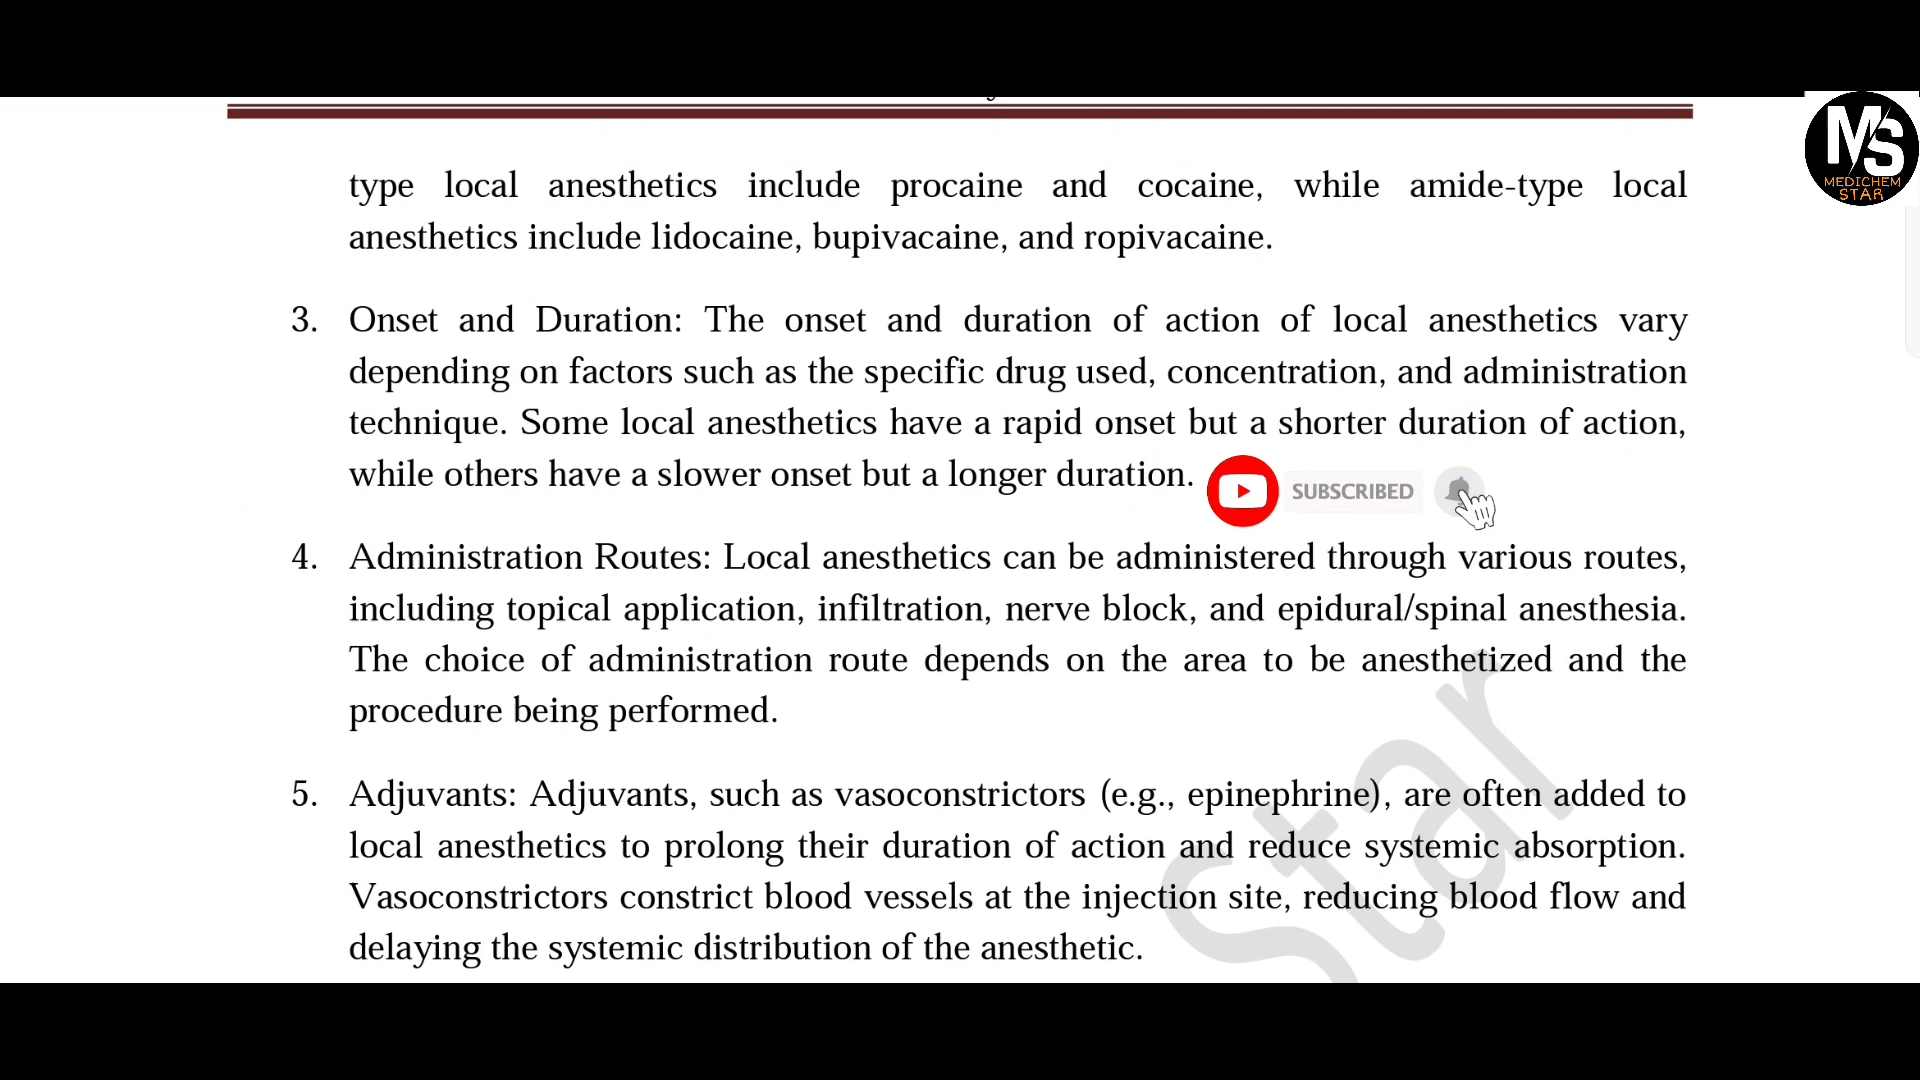 type local anesthetics include procaine and cocaine, while amide-type local
anesthetics include lidocaine, bupivacaine, and ropivacaine.
3. Onset and Duration: The onset and duration of action of local anesthetics vary
depending on factors such as the specific drug used, concentration, and administration
technique. Some local anesthetics have a rapid onset but a shorter duration of action,
while others have a slower onset but a longer duration.
SUBSCRIBED
4. Administration Routes: Local anesthetics can be administered through various routes,
including topical application, infiltration, nerve block, and epidural/spinal anesthesia.
The choice of administration route depends on the area to be anesthetized and the
procedure being performed.
5. Adjuvants: Adjuvants, such as vasoconstrictors (e.g., epinephrine), are often added to
local anesthetics to prolong their duration of action and reduce systemic absorption.
Vasoconstrictors constrict blood vessels at the injection site, reducing blood flow and
delaying the systemic distribution of the anesthetic.
Star
MS
MEDICHEM
STAR